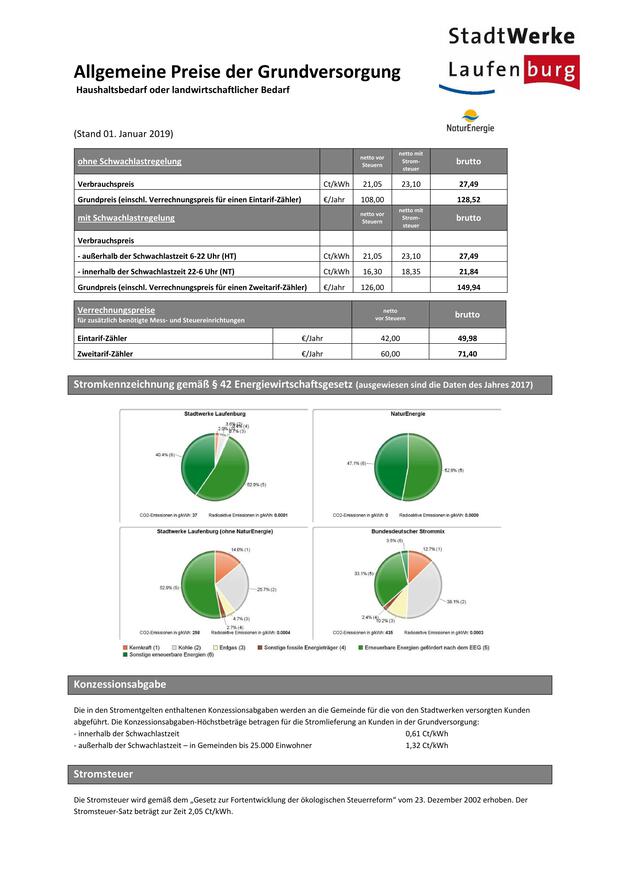 StadtWerke
Laufenburg
Allgemeine Preise der Grundversorgung
Haushaltsbedarf oder landwirtschaftlicher Bedarf
NaturEnergie
(Stand 01. Januar 2019)
ohne Schwachlastregelung netto vor Steuern netto mit Strom-steuer brutto
Verbrauchspreis Ct/kWh 21,05 23,10 27,49
Grundpreis (einschl. Verrechnungspreis für einen Eintarif-Zähler) €/Jahr 108,00 128,52
mit Schwachlastregelung netto vor Steuern netto mit Strom-steuer brutto
Verbrauchspreis
- außerhalb der Schwachlastzeit 6-22 Uhr (HT) Ct/kWh 21,05 23,10 27,49
- innerhalb der Schwachlastzeit 22-6 Uhr (NT) Ct/kWh 16,30 18,35 21,84
Grundpreis (einschl. Verrechnungspreis für einen Zweitarif-Zähler) €/Jahr 126,00 149,94
Verrechnungspreise netto vor Steuern brutto
für zusätzlich benötigte Mess- und Steuereinrichtungen
Eintarif-Zähler €/Jahr 42,00 49,98
Zweitarif-Zähler €/Jahr 60,00 71,40
Stromkennzeichnung gemäß § 42 Energiewirtschaftsgesetz (ausgewiesen sind die Daten des Jahres 2017)
Stadtwerke Laufenburg
40.4% (6)
52.9% (5)
CO2-Emissionen in g/kWh: 37 Radioaktive Emissionen in g/kWh: 0.0001
NaturEnergie
47.1% (6)
52.9% (5)
CO2-Emissionen in g/kWh: 0 Radioaktive Emissionen in g/kWh: 0.0000
Stadtwerke Laufenburg (ohne NaturEnergie)
14.0% (1)
52.9% (5)
25.7% (2)
4.7% (3)
2.7% (4)
CO2-Emissionen in g/kWh: 258 Radioaktive Emissionen in g/kWh: 0.0004
Bundesdeutscher Strommix
3.5% (6)
12.7% (1)
33.1% (5)
38.1% (2)
2.4% (4)
10.2% (3)
CO2-Emissionen in g/kWh: 435 Radioaktive Emissionen in g/kWh: 0.0003
Kernkraft (1) Kohle (2) Erdgas (3) Sonstige fossile Energieträger (4) Erneuerbare Energien gefördert nach dem EEG (5)
Sonstige erneuerbare Energien (6)
Konzessionsabgabe
Die in den Stromentgelten enthaltenen Konzessionsabgaben werden an die Gemeinde für die von den Stadtwerken versorgten Kunden
abgeführt. Die Konzessionsabgaben-Höchstbeträge betragen für die Stromlieferung an Kunden in der Grundversorgung:
- innerhalb der Schwachlastzeit 0,61 Ct/kWh
- außerhalb der Schwachlastzeit – in Gemeinden bis 25.000 Einwohner 1,32 Ct/kWh
Stromsteuer
Die Stromsteuer wird gemäß dem „Gesetz zur Fortentwicklung der ökologischen Steuerreform“ vom 23. Dezember 2002 erhoben. Der
Stromsteuer-Satz beträgt zur Zeit 2,05 Ct/kWh.